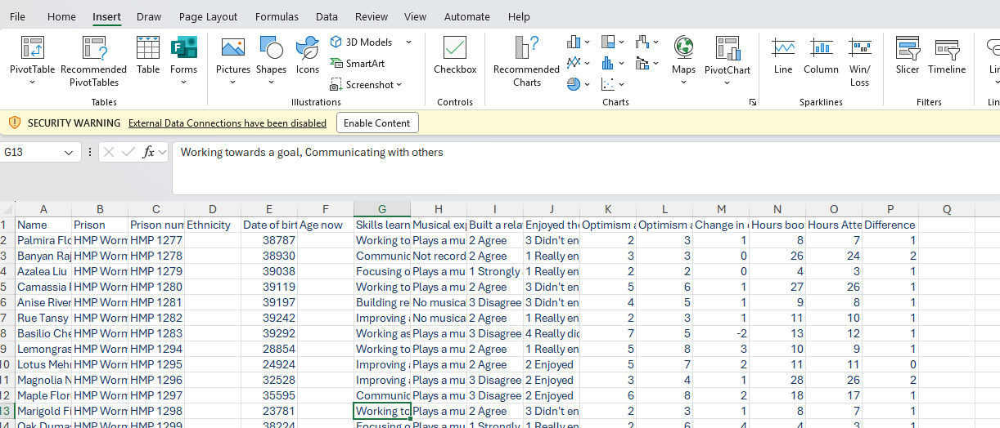 File Home Insert Draw Page Layout Formulas Data Review View Automate Help
PivotTable Recommended PivotTables Table Forms
Tables
Pictures Shapes Icons 3D Models SmartArt Screenshot
Illustrations
Checkbox
Controls
Recommended Charts Maps PivotChart
Charts
Line Column Win/ Loss
Sparklines
Slicer Timeline
Filters
SECURITY WARNING External Data Connections have been disabled Enable Content
G13 fx Working towards a goal, Communicating with others
A B C D E F G H I J K L M N O P Q
1 Name Prison Prison num Ethnicity Date of birt Age now Skills learn Musical exp Built a rela Enjoyed the Optimism a Optimism a Change in Hours boo Hours Atte Difference
2 Palmira Flo HMP Worm HMP 1277 38787 Working to Plays a mu 2 Agree 3 Didn't en 2 3 1 8 7 1
3 Banyan Raj HMP Worm HMP 1278 38930 Communic Not record 2 Agree 1 Really en 3 3 0 26 24 2
4 Azalea Liu HMP Worm HMP 1279 39038 Focusing o Plays a mu 1 Strongly 1 Really en 2 2 0 4 3 1
5 Camassia HMP Worm HMP 1280 39119 Working to Plays a mu 2 Agree 3 Didn't en 5 6 1 27 26 1
6 Anise River HMP Worm HMP 1281 39197 Building re No musica 3 Disagree 3 Didn't en 4 5 1 9 8 1
7 Rue Tansy HMP Worm HMP 1282 39242 Improving No musica 2 Agree 1 Really en 2 3 1 11 10 1
8 Basilio Che HMP Worm HMP 1283 39292 Working as Plays a mu 3 Disagree 4 Really did 7 5 -2 13 12 1
9 Lemongras HMP Worm HMP 1294 28854 Working to Plays a mu 2 Agree 1 Really en 5 8 3 10 9 1
10 Lotus Meh HMP Worm HMP 1295 24924 Improving Plays a mu 2 Agree 2 Enjoyed 5 7 2 11 11 0
11 Magnolia N HMP Worm HMP 1296 32528 Improving Plays a mu 3 Disagree 2 Enjoyed 3 4 1 28 26 2
12 Maple Flor HMP Worm HMP 1297 35595 Communic Plays a mu 3 Disagree 2 Enjoyed 6 8 2 18 17 1
13 Marigold Fi HMP Worm HMP 1298 23781 Working to Plays a mu 2 Agree 3 Didn't en 2 3 1 8 7 1
14 Oak Duma HMP Worm HMP 1299 38224 Focusing o Plays a mu 1 Strongly 1 Really en 2 6 4 4 3 1